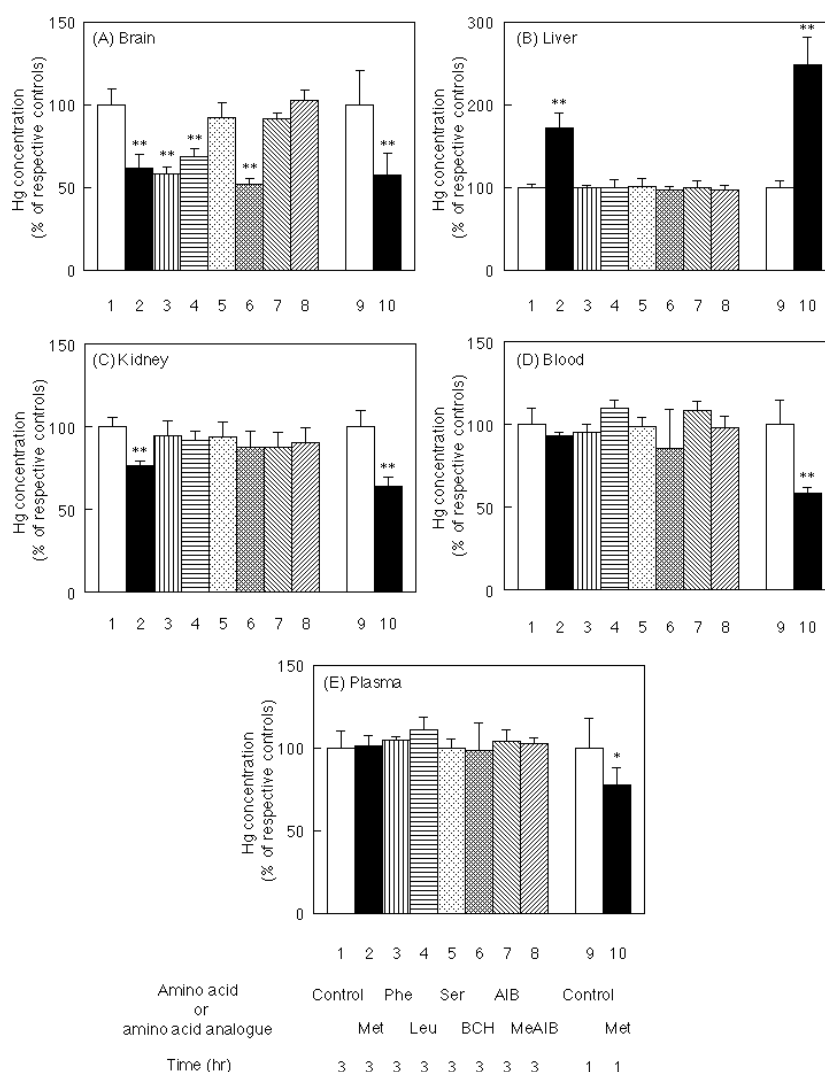 (A) Brain
Hg concentration
(% of respective controls)
150
100
50
0
** ** ** ** **
1 2 3 4 5 6 7 8 9 10
(B) Liver
Hg concentration
(% of respective controls)
300
200
100
0
** **
1 2 3 4 5 6 7 8 9 10
(C) Kidney
Hg concentration
(% of respective controls)
150
100
50
0
** **
1 2 3 4 5 6 7 8 9 10
(D) Blood
Hg concentration
(% of respective controls)
150
100
50
0
**
1 2 3 4 5 6 7 8 9 10
(E) Plasma
Hg concentration
(% of respective controls)
150
100
50
0
*
1 2 3 4 5 6 7 8 9 10
Amino acid
or
amino acid analogue
Control Phe Ser AIB Control
Met Leu BCH MeAIB Met
Time (hr) 3 3 3 3 3 3 3 3 1 1